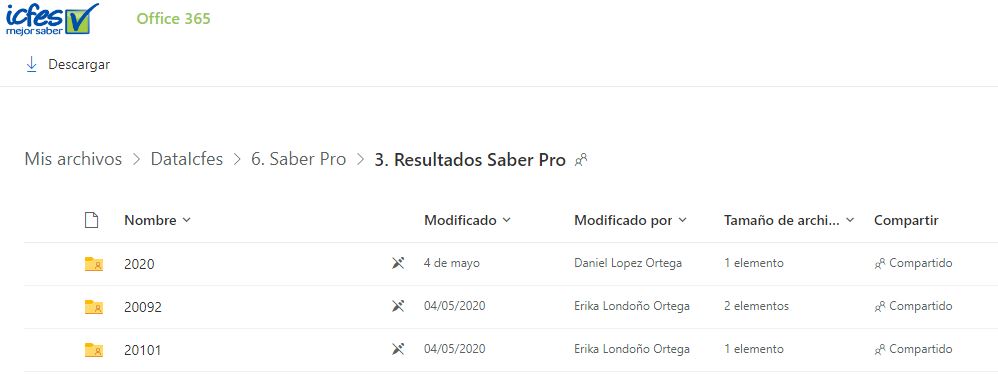 icfes
mejor saber
Office 365
Descargar
Mis archivos > DataIcfes > 6. Saber Pro > 3. Resultados Saber Pro
Nombre Modificado Modificado por Tamaño de archi... Compartir
2020 4 de mayo Daniel Lopez Ortega 1 elemento Compartido
20092 04/05/2020 Erika Londoño Ortega 2 elementos Compartido
20101 04/05/2020 Erika Londoño Ortega 1 elemento Compartido